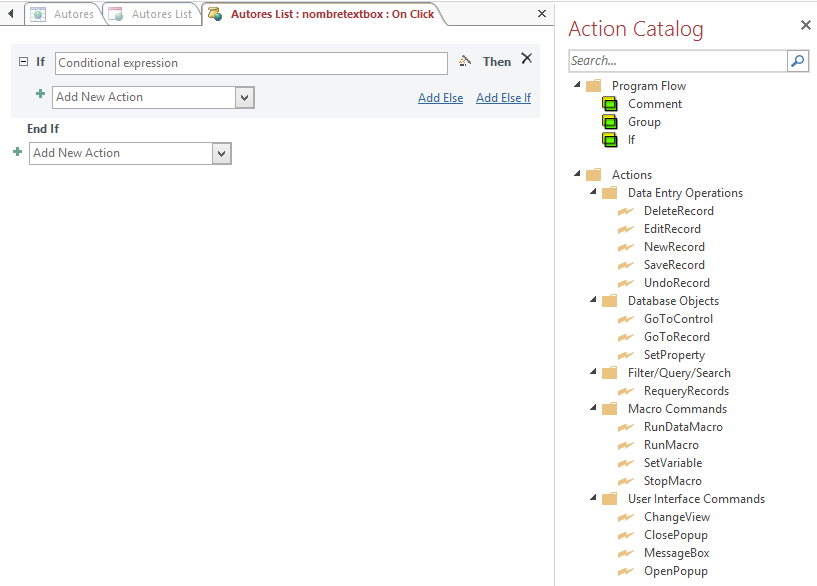 Autores
Autores List
Autores List : nombretextbox : On Click
If
Conditional expression
Then
Add New Action
Add Else
Add Else If
End If
Add New Action
Action Catalog
Search...
Program Flow
Comment
Group
If
Actions
Data Entry Operations
DeleteRecord
EditRecord
NewRecord
SaveRecord
UndoRecord
Database Objects
GoToControl
GoToRecord
SetProperty
Filter/Query/Search
RequeryRecords
Macro Commands
RunDataMacro
RunMacro
SetVariable
StopMacro
User Interface Commands
ChangeView
ClosePopup
MessageBox
OpenPopup